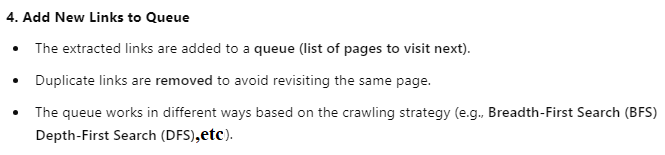 4. Add New Links to Queue
• The extracted links are added to a queue (list of pages to visit next).
• Duplicate links are removed to avoid revisiting the same page.
• The queue works in different ways based on the crawling strategy (e.g., Breadth-First Search (BFS)
Depth-First Search (DFS),etc).